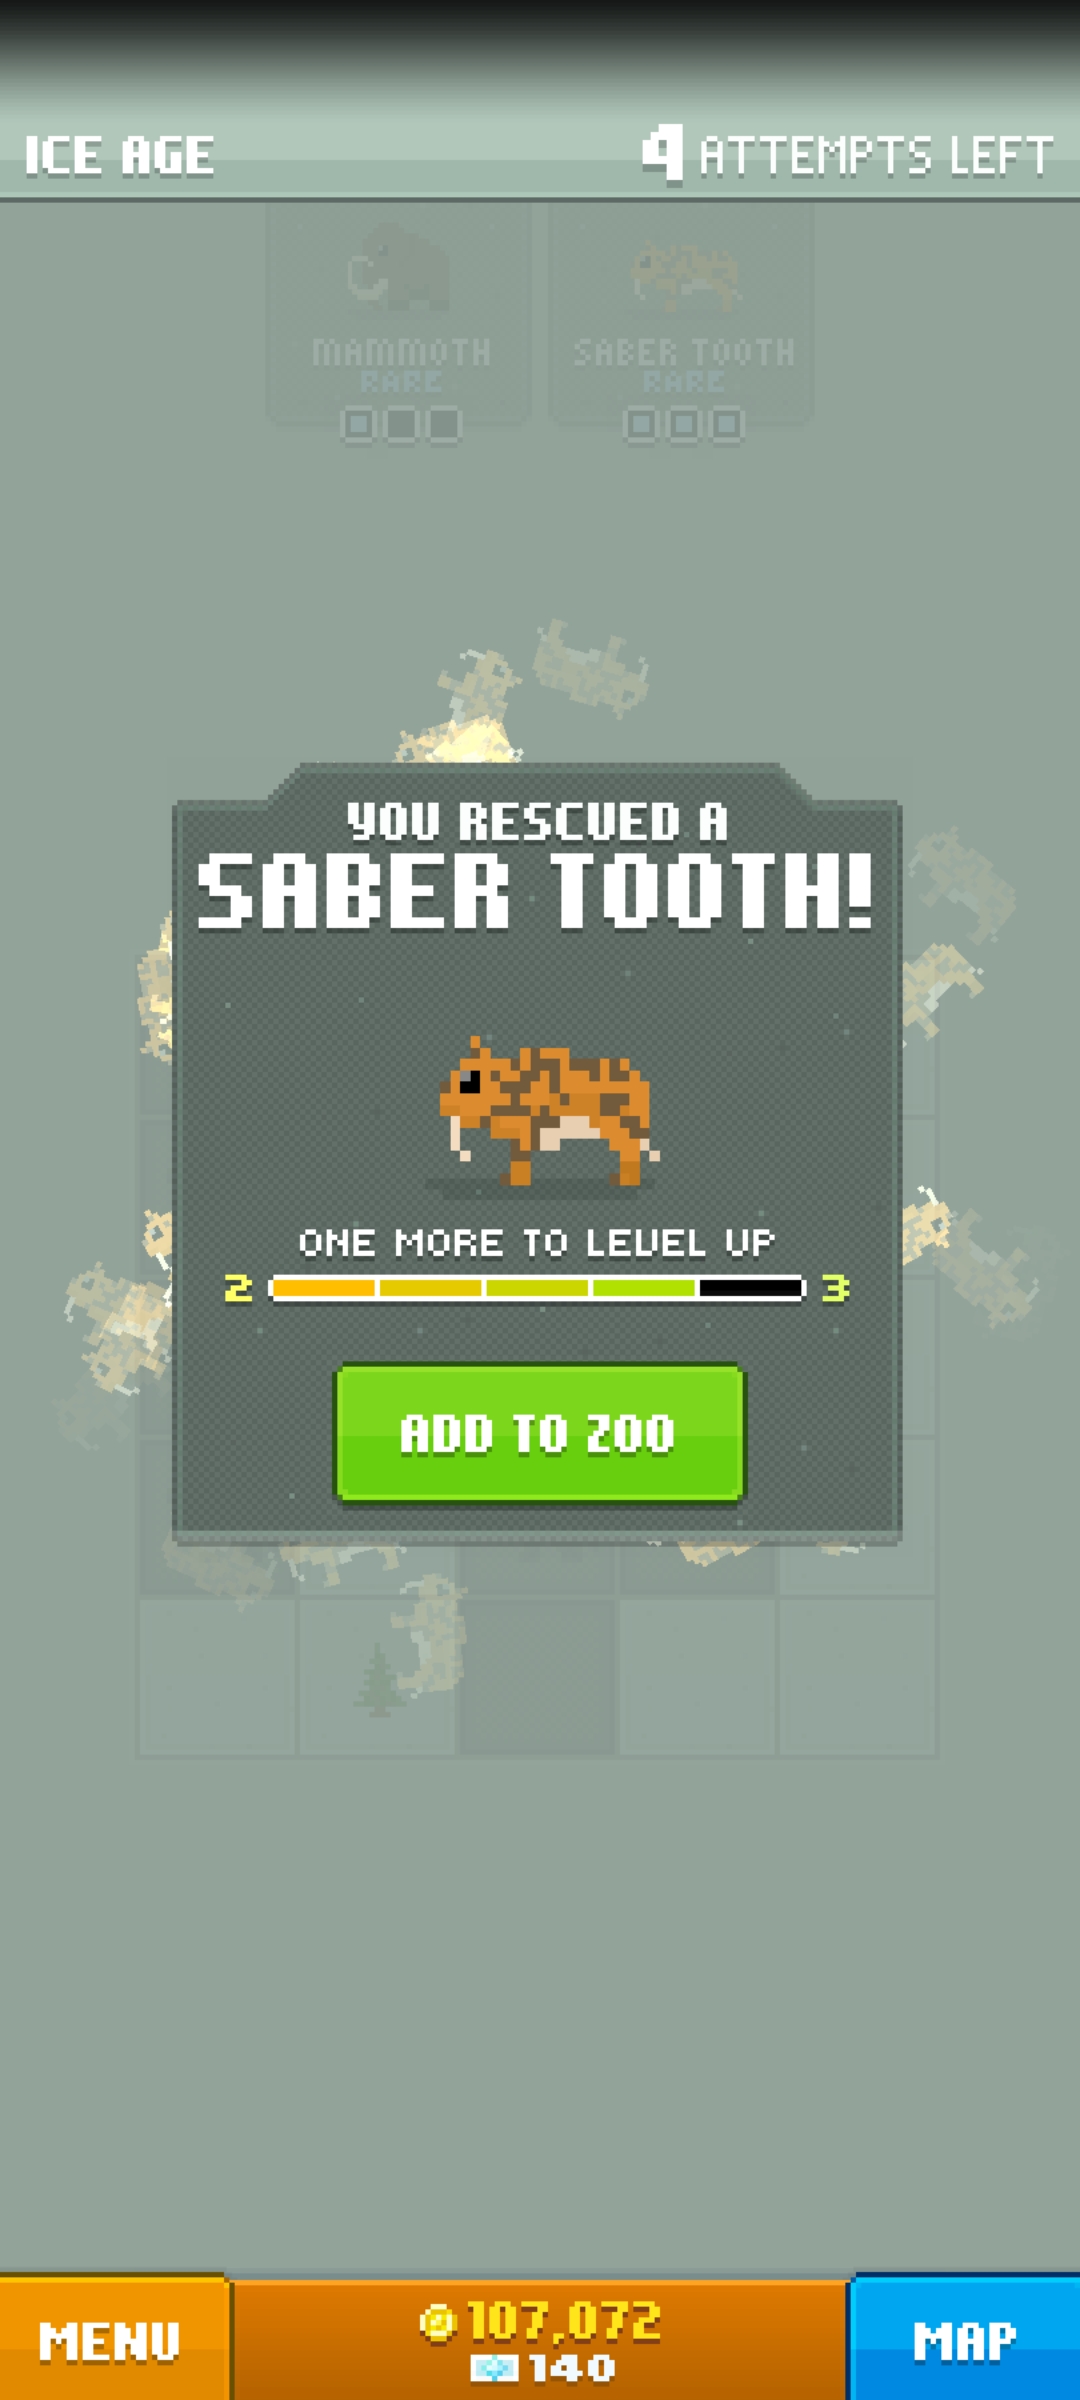 ICE AGE
4 ATTEMPTS LEFT
MAMMOTH
RARE
SABER TOOTH
RARE
YOU RESCUED A
SABER TOOTH!
ONE MORE TO LEVEL UP
2 3
ADD TO ZOO
MENU
107,072
140
MAP